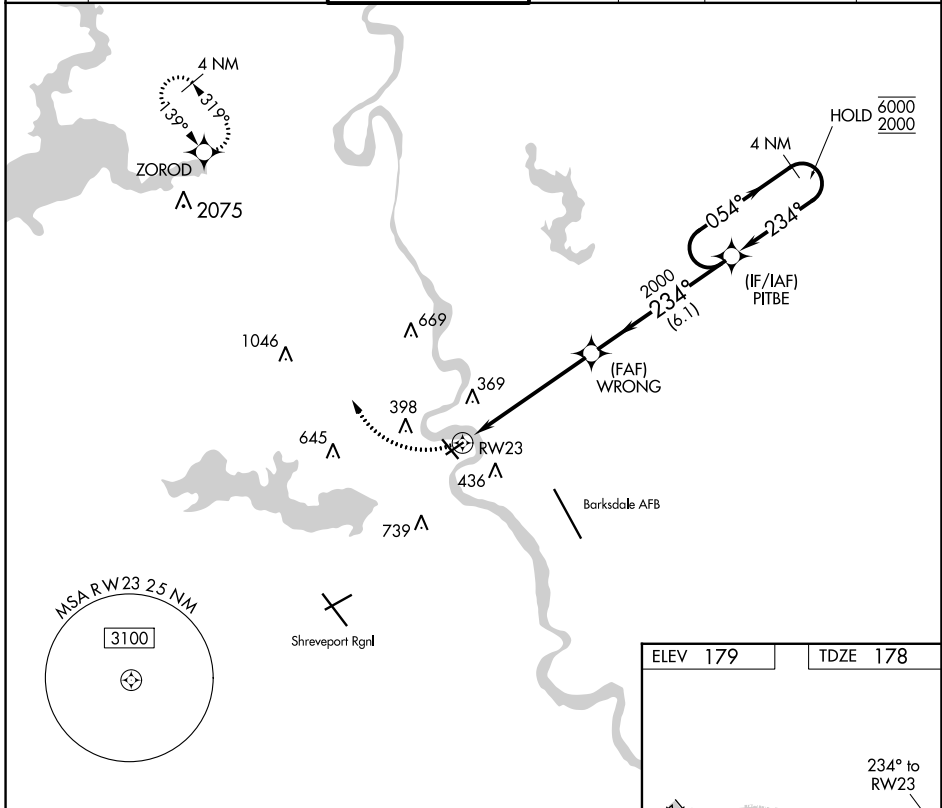 4 NM
319°
139°
ZOROD
2075
HOLD
6000
2000
4 NM
054°
234°
(IF/IAF)
PITBE
2000
234°
(6.1)
(FAF)
WRONG
669
1046
369
398
645
RW23
436
Barksdale AFB
739
MSA RW23 25 NM
3100
Shreveport Rgnl
ELEV 179
TDZE 178
234° to
RW23